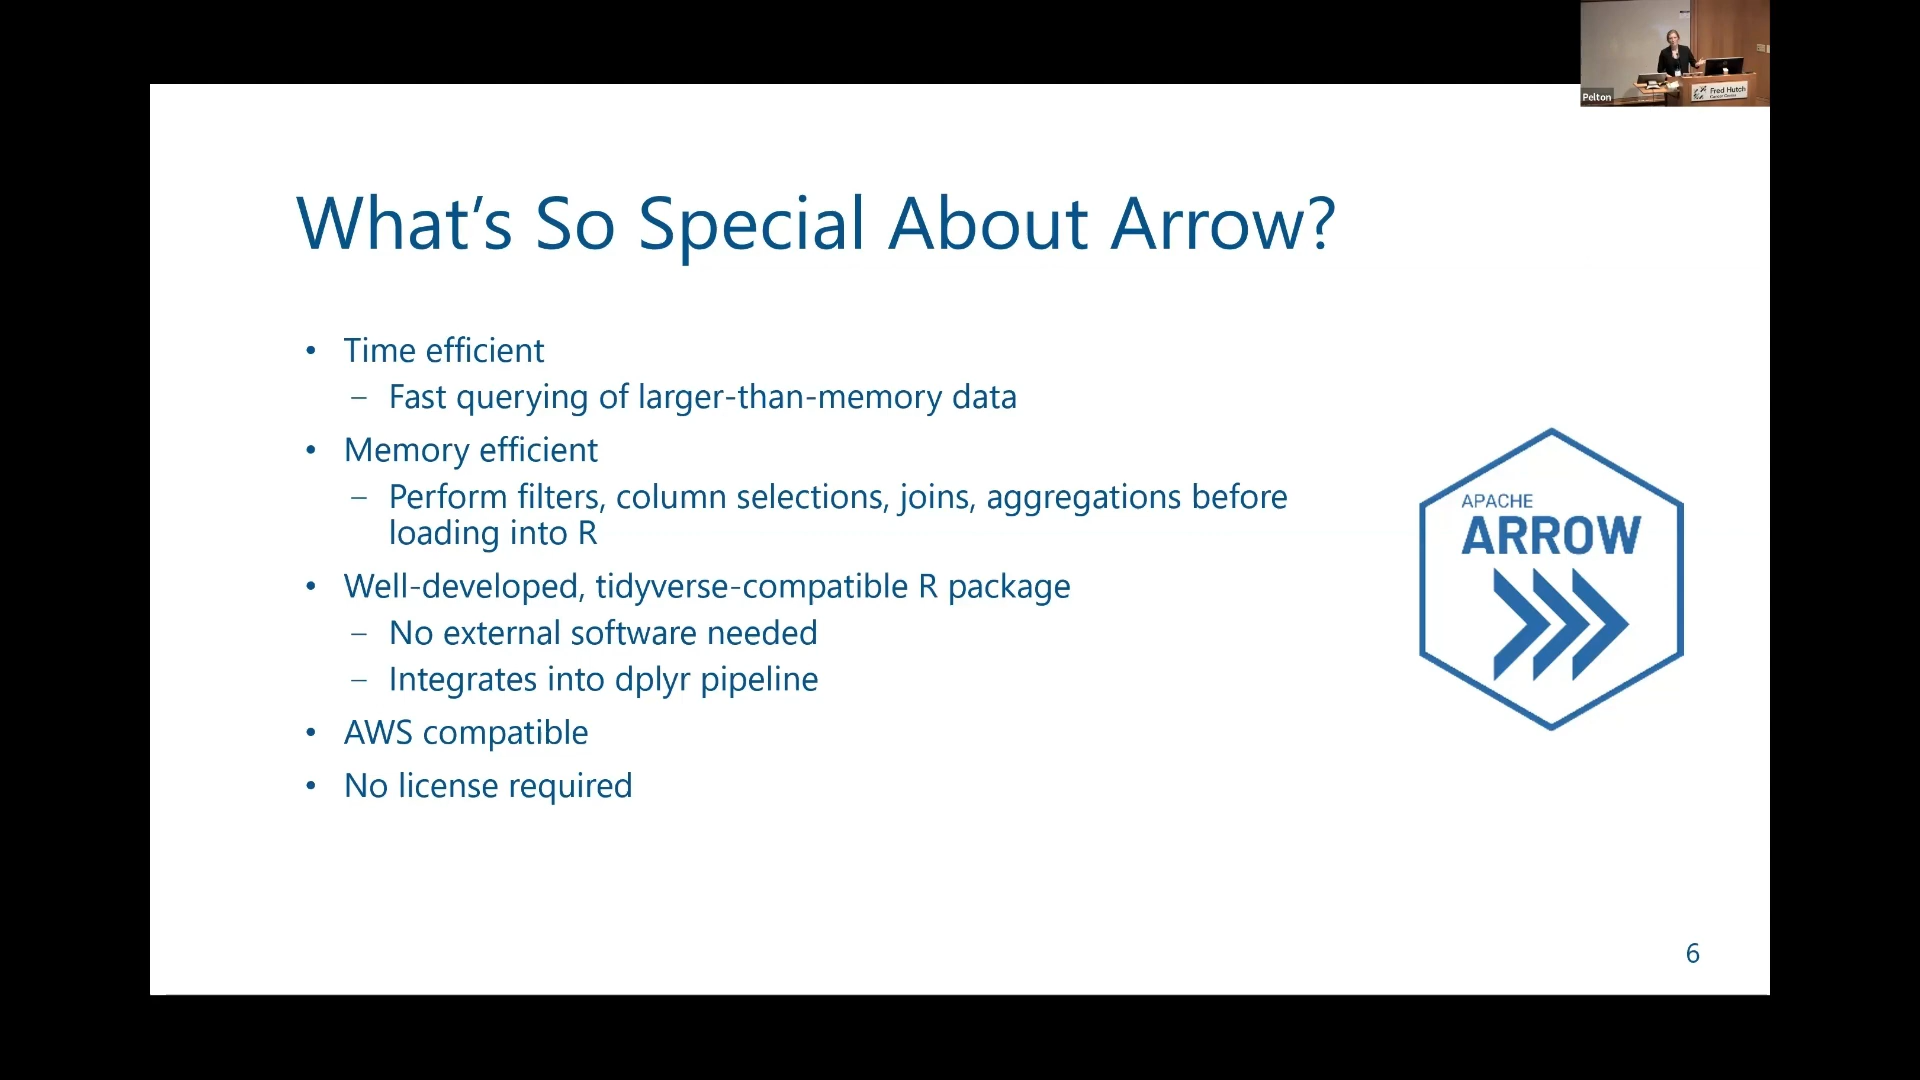 Pelton
Fred Hutch
Cancer Center
What's So Special About Arrow?
• Time efficient
– Fast querying of larger-than-memory data
• Memory efficient
– Perform filters, column selections, joins, aggregations before
loading into R
• Well-developed, tidyverse-compatible R package
– No external software needed
– Integrates into dplyr pipeline
• AWS compatible
• No license required
APACHE
ARROW
6